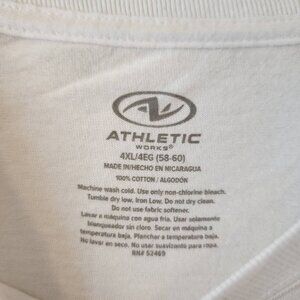 ATHLETIC
WORKS®
4XL/4EG (58-60)
MADE IN/HECHO EN NICARAGUA
100% COTTON / ALGODÓN
Machine wash cold. Use only non-chlorine bleach.
Tumble dry low. Iron Low. Do not dry clean.
Do not use fabric softener.
Lavar a máquina con agua fría. Usar solamente
blanqueador sin cloro. Secar en máquina a
temperatura baja. Planchar a temperatura baja.
No lavar en seco. No usar suavizante para ropa.
RN# 52469